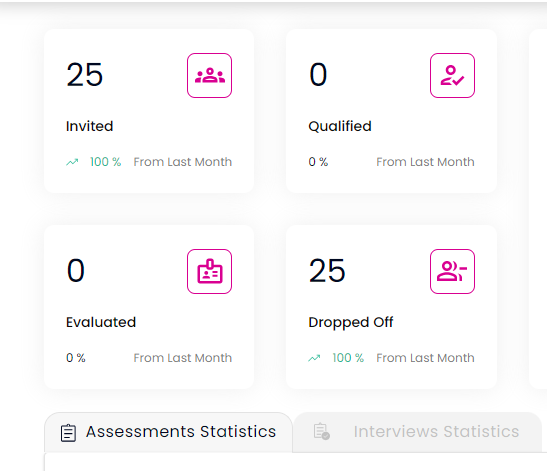 25
Invited
100 % From Last Month
0
Qualified
0 % From Last Month
0
Evaluated
0 % From Last Month
25
Dropped Off
100 % From Last Month
Assessments Statistics
Interviews Statistics